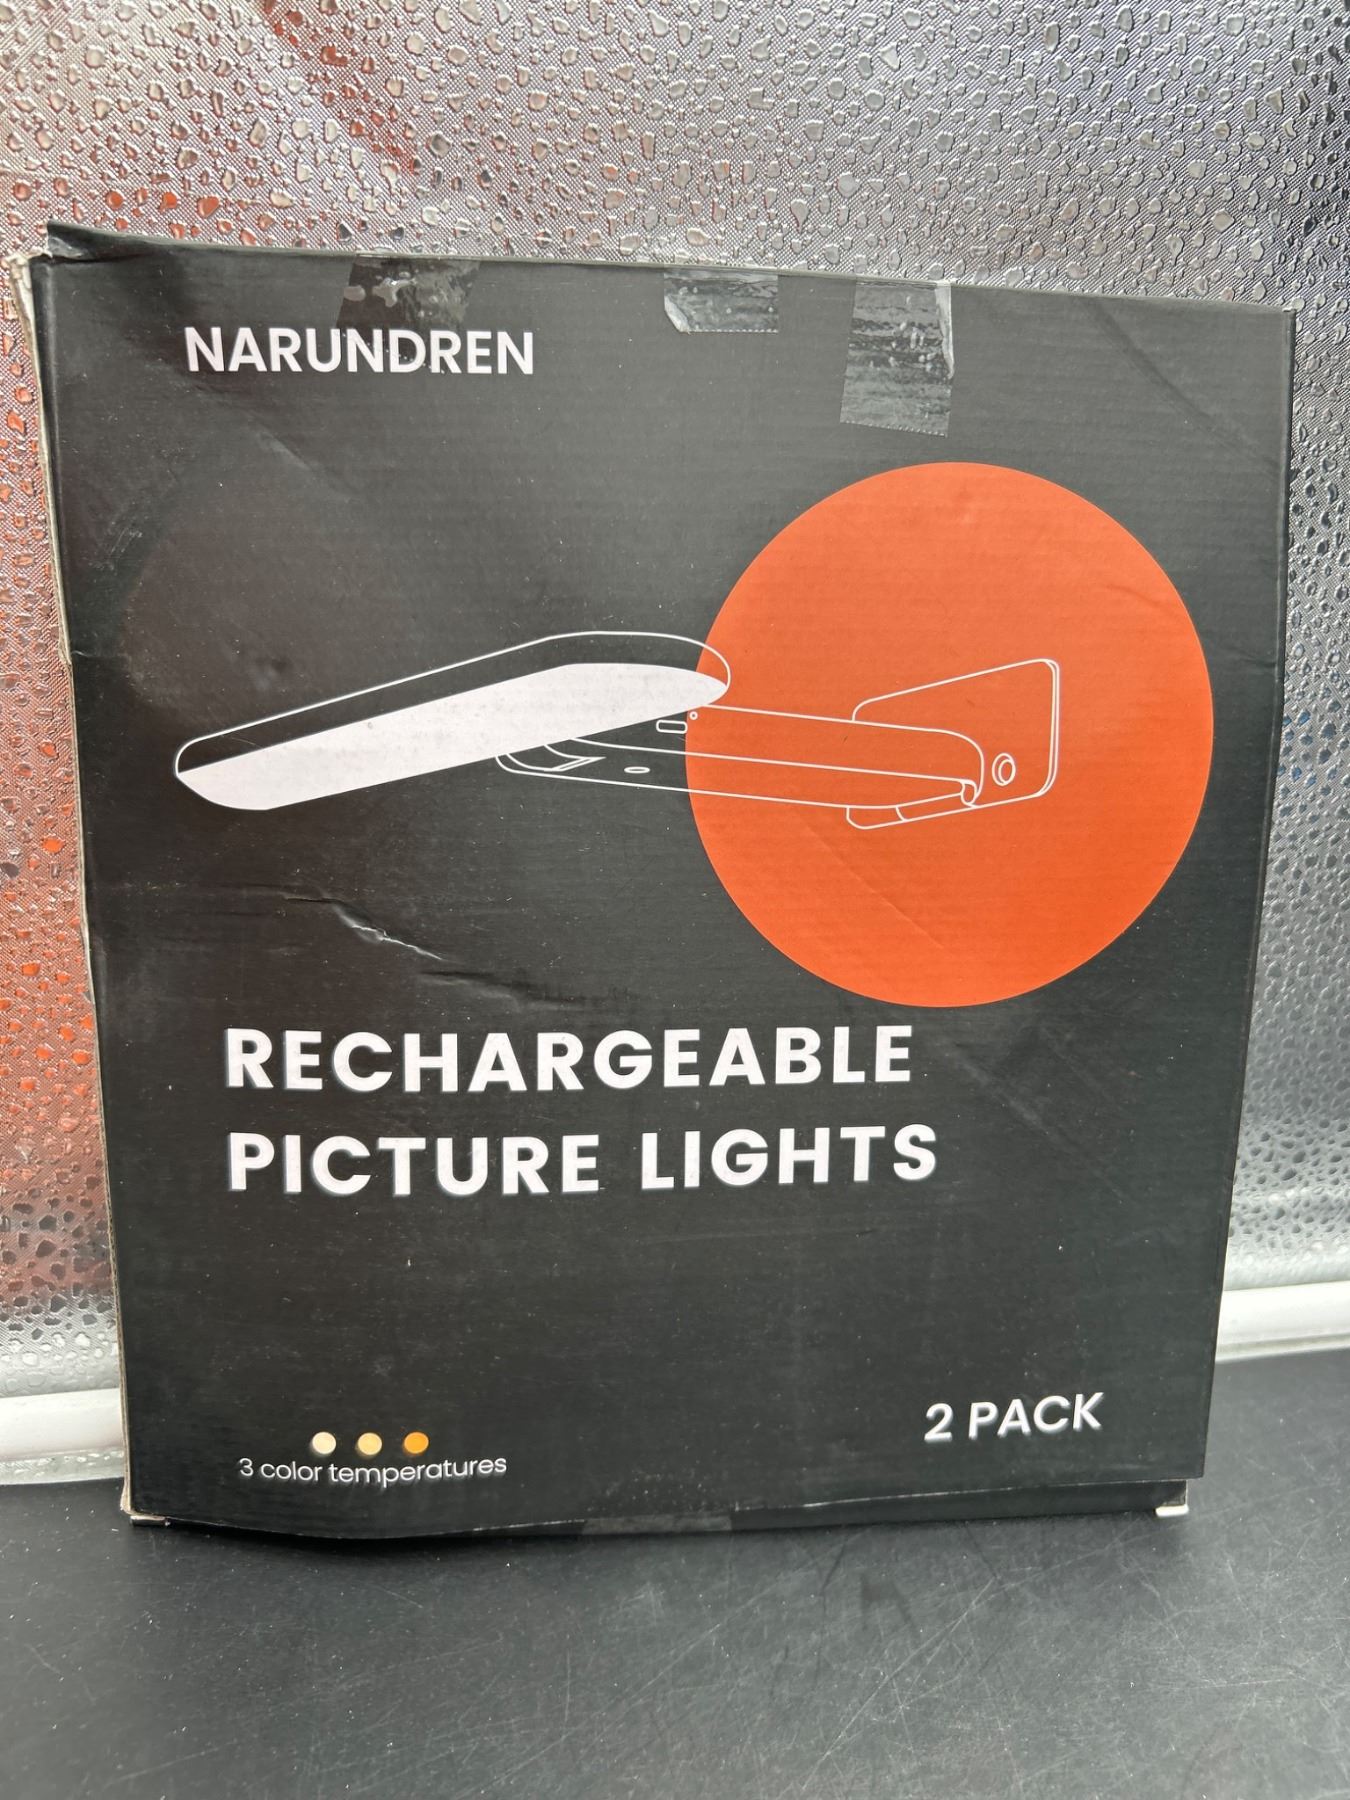 NARUNDREN
RECHARGEABLE
PICTURE LIGHTS
2 PACK
3 color temperatures